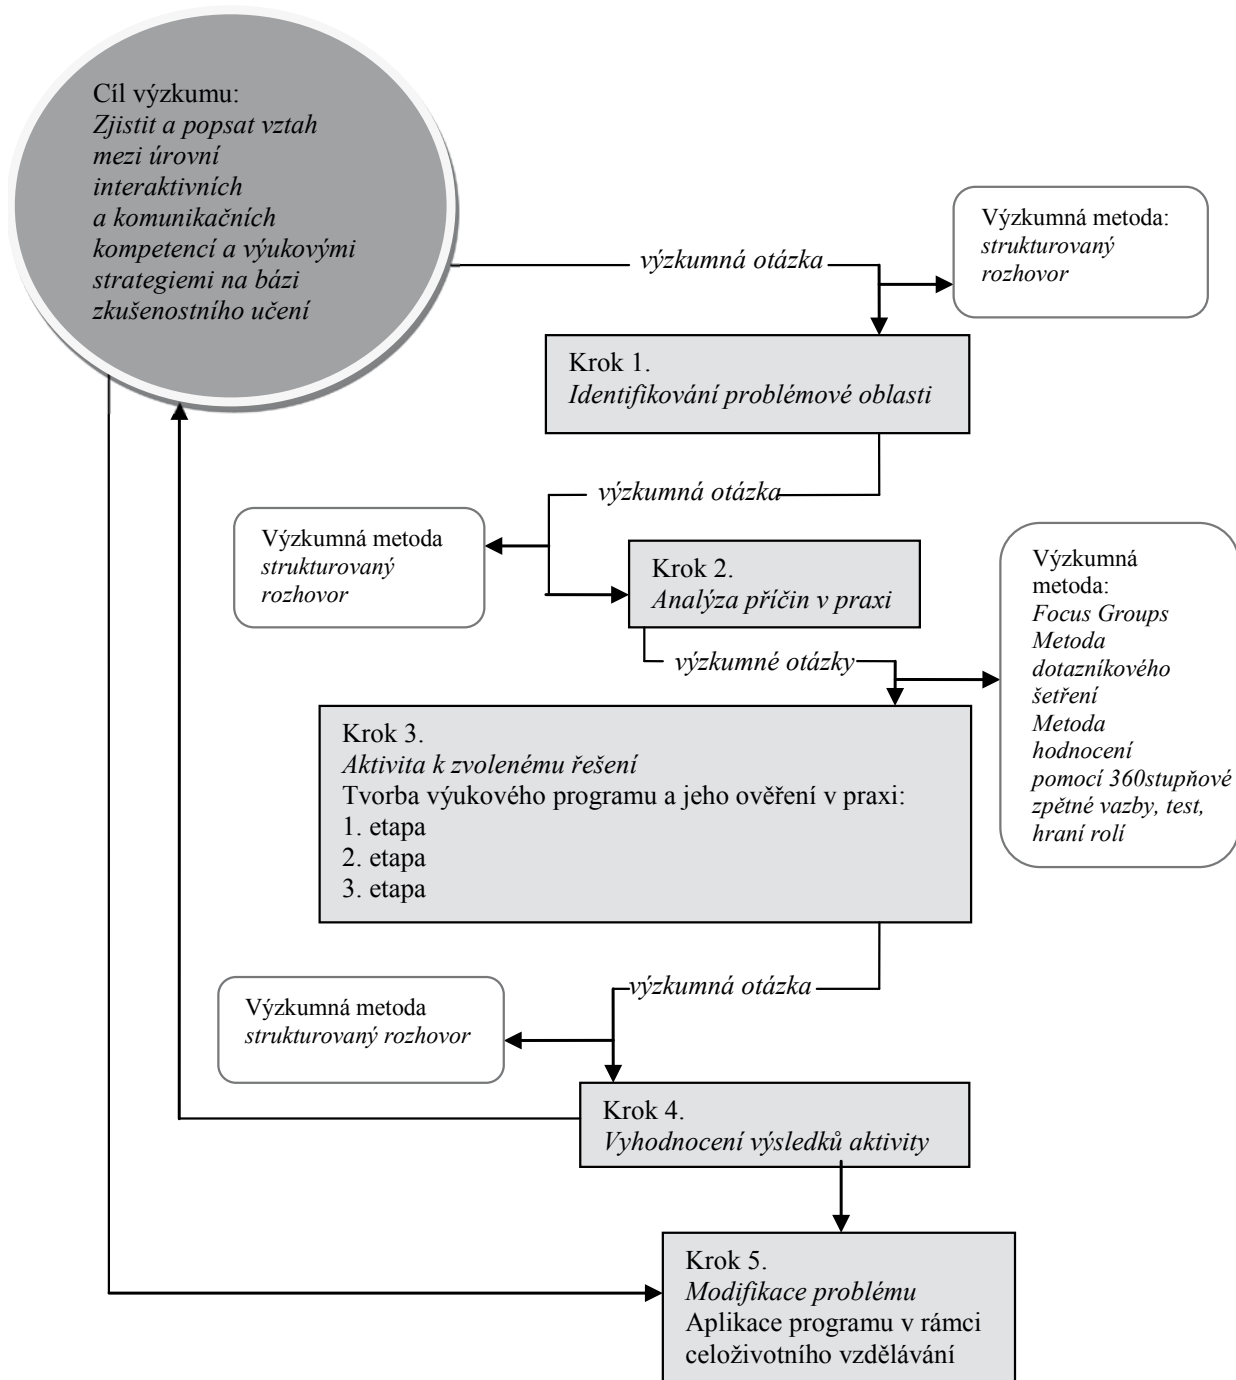 Cíl výzkumu:
Zjistit a popsat vztah
mezi úrovní
interaktivních
a komunikačních
kompetencí a výukovými
strategiemi na bázi
zkušenostního učení
výzkumná otázka
Výzkumná metoda:
strukturovaný
rozhovor
Krok 1.
Identifikování problémové oblasti
výzkumná otázka
Výzkumná metoda
strukturovaný
rozhovor
Krok 2.
Analýza příčin v praxi
výzkumné otázky
Výzkumná
metoda:
Focus Groups
Metoda
dotazníkového
šetření
Metoda
hodnocení
pomocí 360stupňové
zpětné vazby, test,
hraní rolí
Krok 3.
Aktivita k zvolenému řešení
Tvorba výukového programu a jeho ověření v praxi:
1. etapa
2. etapa
3. etapa
výzkumná otázka
Výzkumná metoda
strukturovaný rozhovor
Krok 4.
Vyhodnocení výsledků aktivity
Krok 5.
Modifikace problému
Aplikace programu v rámci
celoživotního vzdělávání